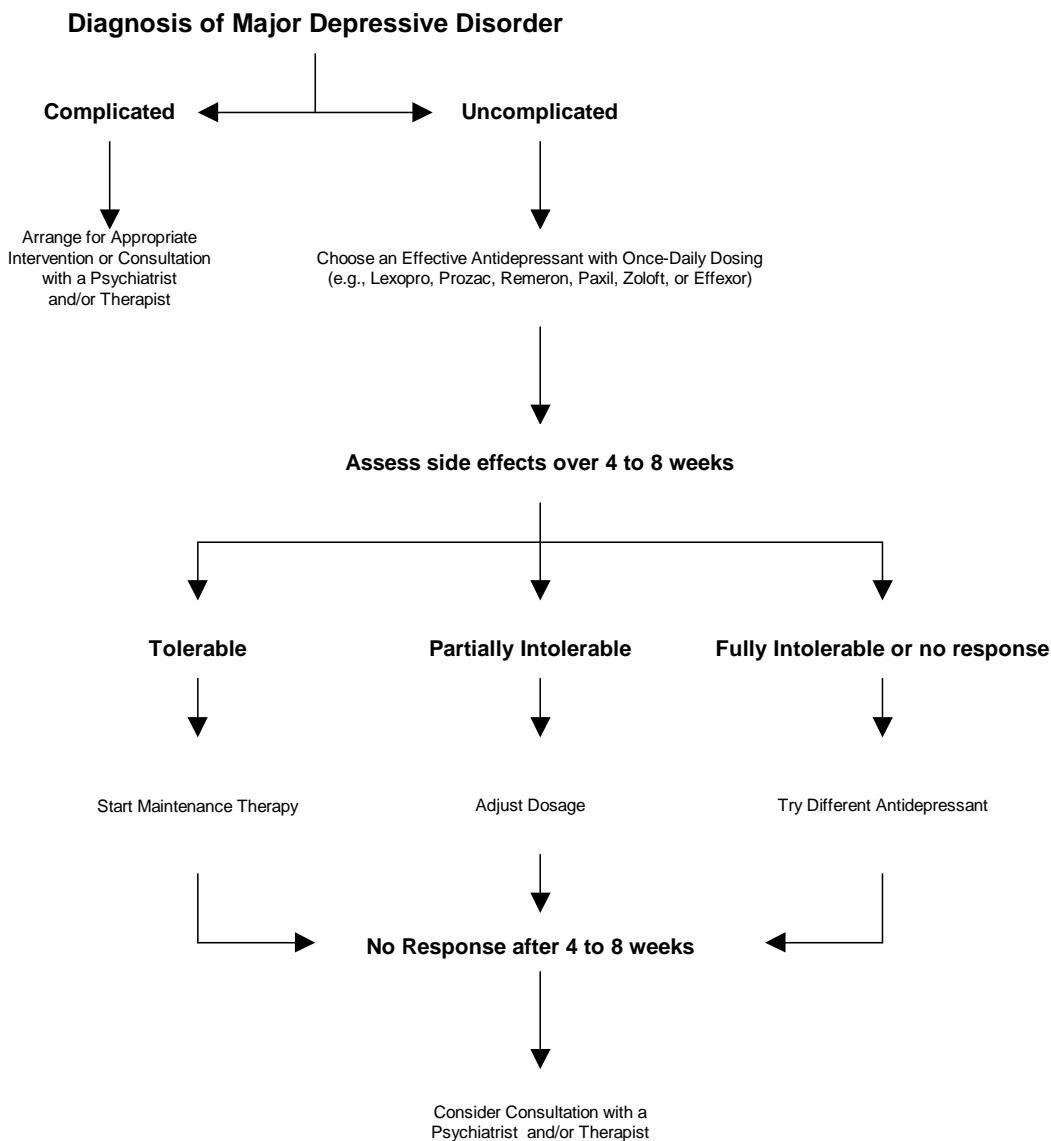 Diagnosis of Major Depressive Disorder
Complicated
Uncomplicated
Arrange for Appropriate
Intervention or Consultation
with a Psychiatrist
and/or Therapist
Choose an Effective Antidepressant with Once-Daily Dosing
(e.g., Lexopro, Prozac, Remeron, Paxil, Zoloft, or Effexor)
Assess side effects over 4 to 8 weeks
Tolerable
Partially Intolerable
Fully Intolerable or no response
Start Maintenance Therapy
Adjust Dosage
Try Different Antidepressant
No Response after 4 to 8 weeks
Consider Consultation with a
Psychiatrist and/or Therapist